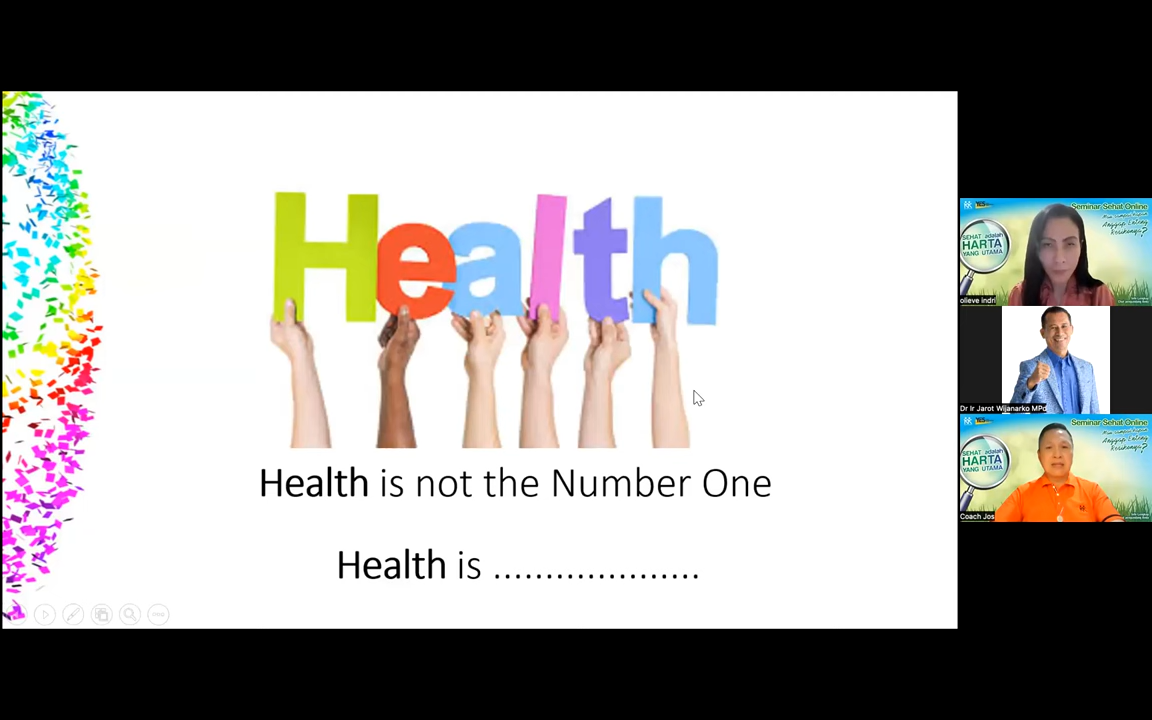 Health
Health is not the Number One
Health is ....................
Seminar Sehat Online
SEHAT adalah
HARTA
YANG UTAMA
olieve indri
Dr Ir Jarot Wijanarko MPd
Seminar Sehat Online
SEHAT adalah
HARTA
YANG UTAMA
Coach Jos